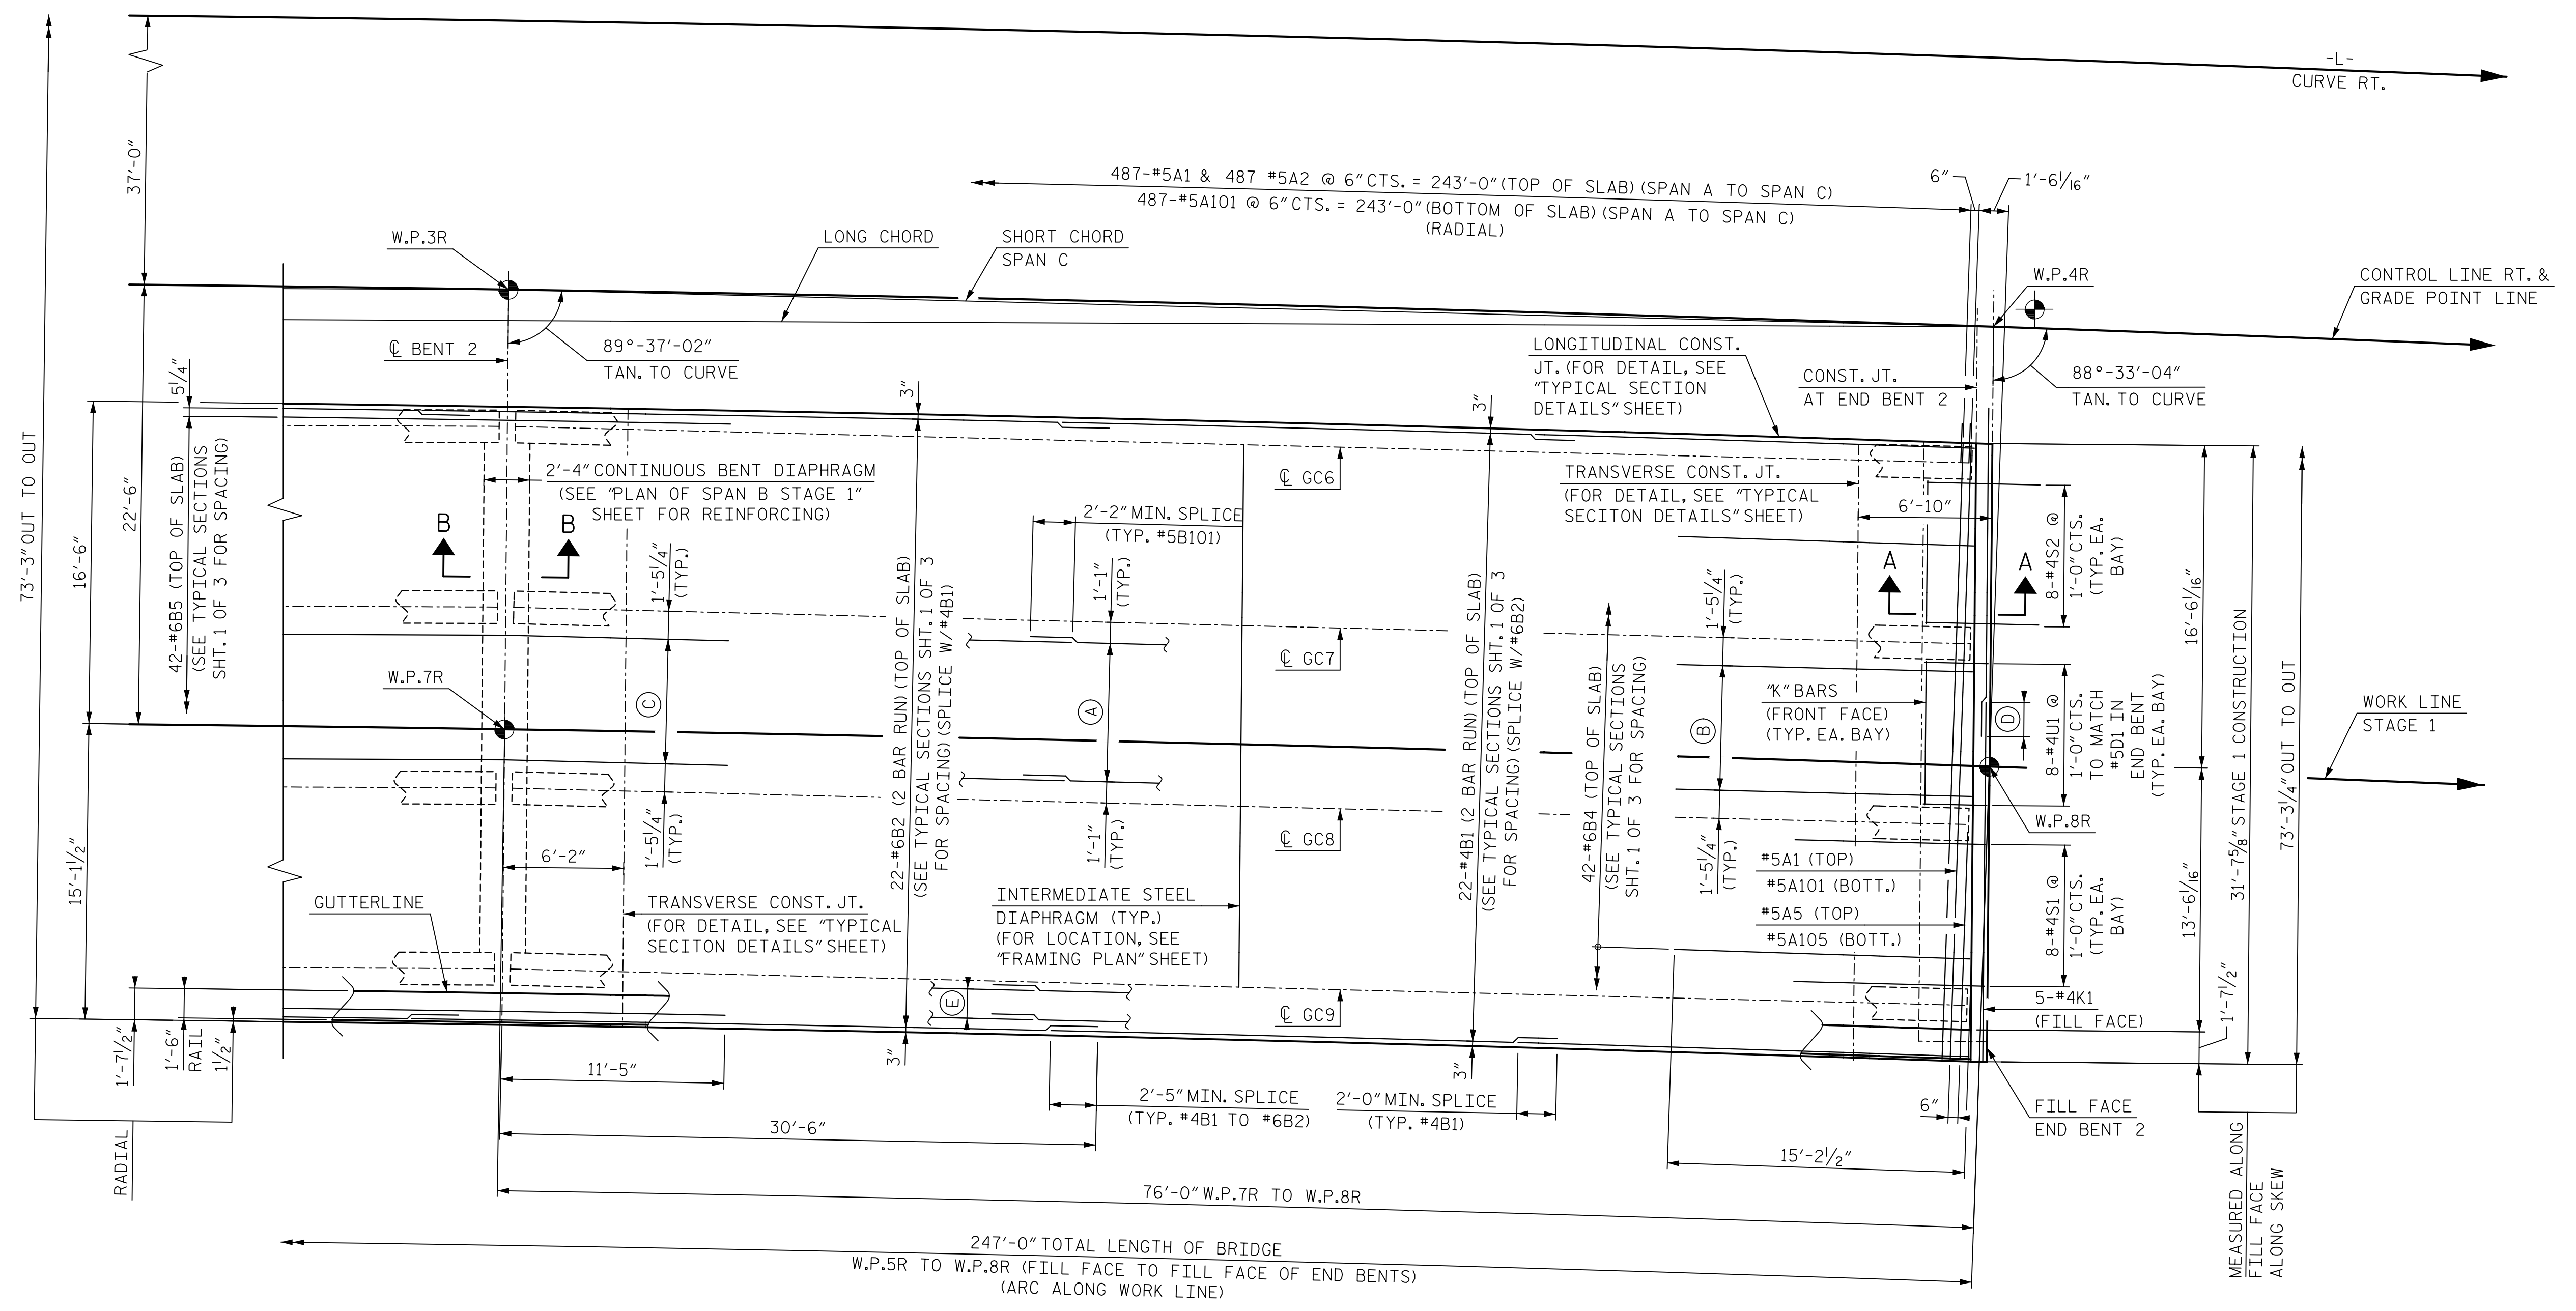 -L-
CURVE RT.
37'-0"
487-#5A1 & 487 #5A2 @ 6" CTS. = 243'-0" (TOP OF SLAB) (SPAN A TO SPAN C)
487-#5A101 @ 6" CTS. = 243'-0" (BOTTOM OF SLAB) (SPAN A TO SPAN C)
(RADIAL)
6"
1'-6 1/16"
W.P.3R
LONG CHORD
SHORT CHORD
SPAN C
W.P.4R
CONTROL LINE RT. &
GRADE POINT LINE
℄ BENT 2
89°-37'-02"
TAN. TO CURVE
LONGITUDINAL CONST.
JT. (FOR DETAIL, SEE
"TYPICAL SECTION
DETAILS" SHEET)
CONST. JT.
AT END BENT 2
88°-33'-04"
TAN. TO CURVE
5 1/4"
3"
3"
73'-3" OUT TO OUT
16'-6"
22'-6"
42-#6B5 (TOP OF SLAB)
(SEE TYPICAL SECTIONS
SHT. 1 OF 3 FOR SPACING)
2'-4" CONTINUOUS BENT DIAPHRAGM
(SEE "PLAN OF SPAN B STAGE 1"
SHEET FOR REINFORCING)
B
B
2'-2" MIN. SPLICE
(TYP. #5B101)
℄ GC6
TRANSVERSE CONST. JT.
(FOR DETAIL, SEE "TYPICAL
SECITON DETAILS" SHEET)
6'-10"
A
A
1'-5 1/4"
(TYP.)
1'-1"
(TYP.)
1'-5 1/4"
(TYP.)
8-#4S2 @
1'-0" CTS.
(TYP. EA.
BAY)
16'-6 1/16"
31'-7 5/8" STAGE 1 CONSTRUCTION
73'-3 1/4" OUT TO OUT
22-#6B2 (2 BAR RUN) (TOP OF SLAB)
(SEE TYPICAL SECTIONS SHT. 1 OF 3
FOR SPACING) (SPLICE W/#4B1)
22-#4B1 (2 BAR RUN) (TOP OF SLAB)
(SEE TYPICAL SECTIONS SHT. 1 OF 3
FOR SPACING) (SPLICE W/#6B2)
42-#6B4 (TOP OF SLAB)
(SEE TYPICAL SECTIONS
SHT. 1 OF 3 FOR SPACING)
℄ GC7
W.P.7R
C
A
B
D
"K" BARS
(FRONT FACE)
(TYP. EA. BAY)
8-#4U1 @
1'-0" CTS.
TO MATCH
#5D1 IN
END BENT
(TYP. EA. BAY)
WORK LINE
STAGE 1
15'-1 1/2"
6'-2"
1'-5 1/4"
(TYP.)
1'-1"
(TYP.)
℄ GC8
1'-5 1/4"
(TYP.)
W.P.8R
#5A1 (TOP)
#5A101 (BOTT.)
#5A5 (TOP)
#5A105 (BOTT.)
8-#4S1 @
1'-0" CTS.
(TYP. EA.
BAY)
13'-6 1/16"
GUTTERLINE
TRANSVERSE CONST. JT.
(FOR DETAIL, SEE "TYPICAL
SECITON DETAILS" SHEET)
INTERMEDIATE STEEL
DIAPHRAGM (TYP.)
(FOR LOCATION, SEE
"FRAMING PLAN" SHEET)
E
℄ GC9
5-#4K1
(FILL FACE)
1'-7 1/2"
1'-7 1/2"
1'-6"
RAIL
1 1/2"
3"
3"
11'-5"
2'-5" MIN. SPLICE
(TYP. #4B1 TO #6B2)
2'-0" MIN. SPLICE
(TYP. #4B1)
6"
FILL FACE
END BENT 2
30'-6"
15'-2 1/2"
RADIAL
MEASURED ALONG
FILL FACE
ALONG SKEW
76'-0" W.P.7R TO W.P.8R
247'-0" TOTAL LENGTH OF BRIDGE
W.P.5R TO W.P.8R (FILL FACE TO FILL FACE OF END BENTS)
(ARC ALONG WORK LINE)